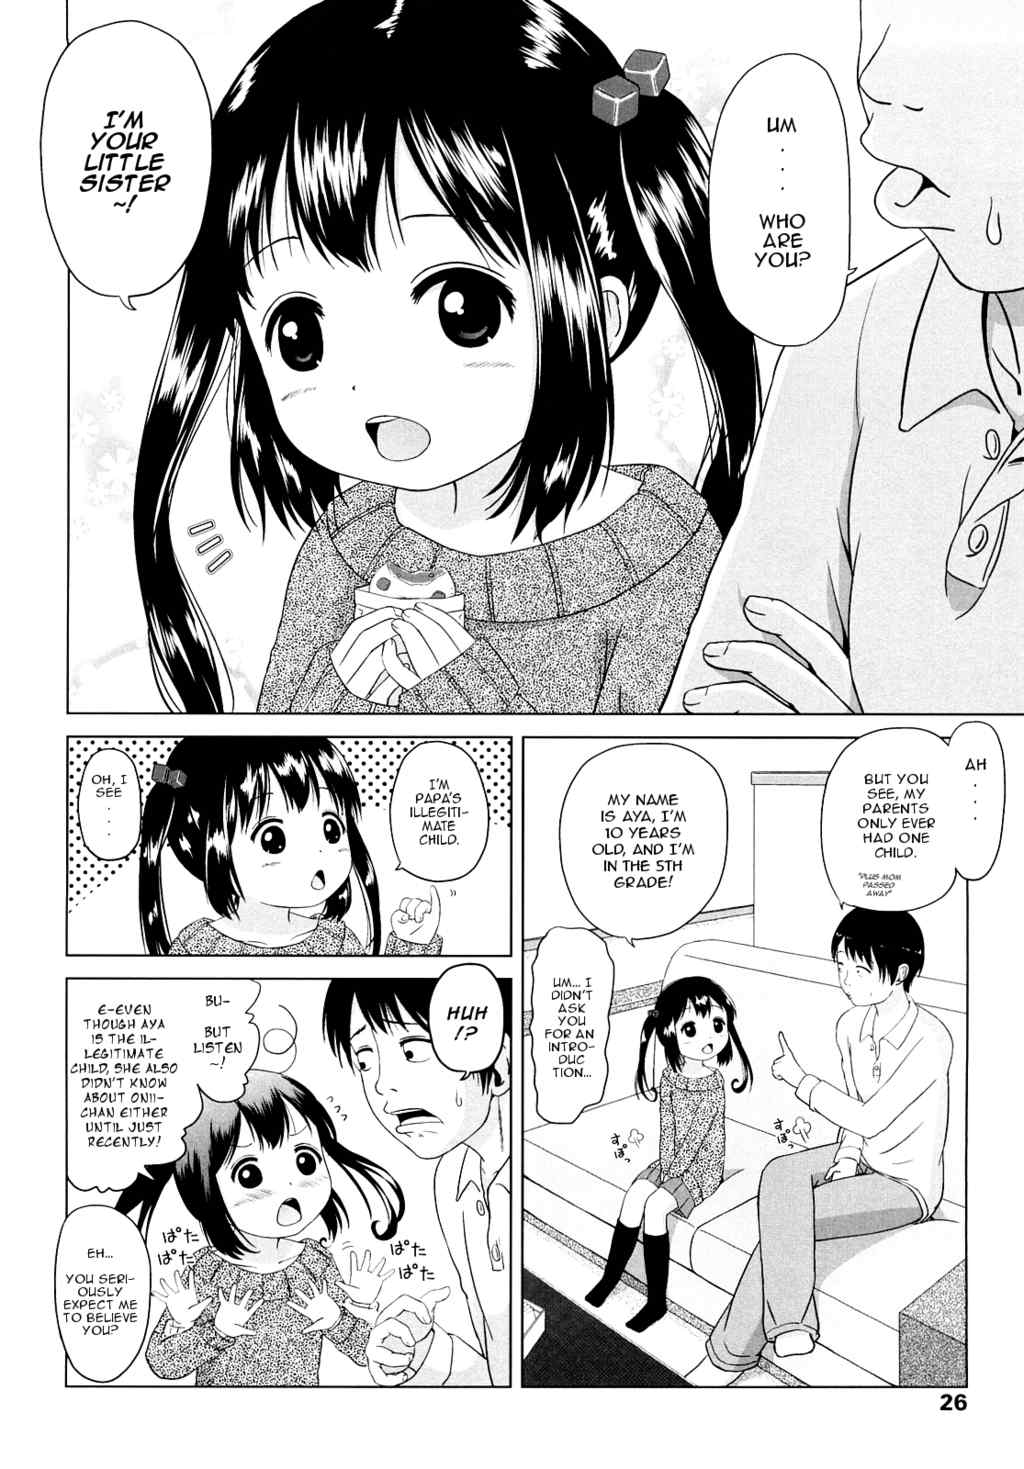 UM
....
WHO
ARE
YOU?
I'M
YOUR
LITTLE
SISTER
~!
AH
....
BUT YOU
SEE, MY
PARENTS
ONLY EVER
HAD ONE
CHILD.
"PLUS MOM
PASSED
AWAY"
MY NAME
IS AYA, I'M
10 YEARS
OLD, AND I'M
IN THE 5TH
GRADE!
UM... I
DIDN'T
ASK
YOU
FOR AN
INTRO-
DUC
TION...
すぱっ
すぱっ
I'M
PAPA'S
ILLEGITI-
MATE
CHILD.
OH, I
SEE
...
HUH
!?
BU-
BUT
LISTEN
~!
E-EVEN
THOUGH AYA
IS THE IL-
LEGITIMATE
CHILD, SHE ALSO
DIDN'T KNOW
ABOUT ONII-
CHAN EITHER
UNTIL JUST
RECENTLY!
ぱた
ぱた
ぱた
ぱた
EH...
YOU SERI-
OUSLY
EXPECT ME
TO BELIEVE
YOU?
26